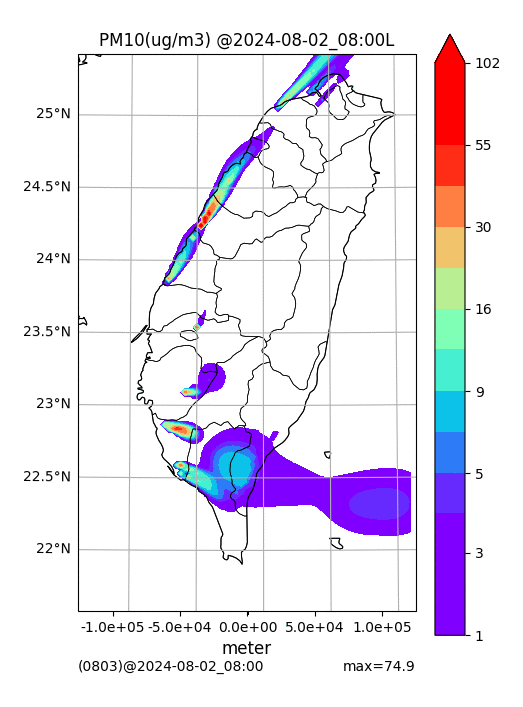 PM10(ug/m3) @2024-08-02_08:00L
102
55
30
16
9
5
3
1
25°N
24.5°N
24°N
23.5°N
23°N
22.5°N
22°N
-1.0e+05 -5.0e+04 0.0e+00 5.0e+04 1.0e+05
meter
(0803)@2024-08-02_08:00 max=74.9